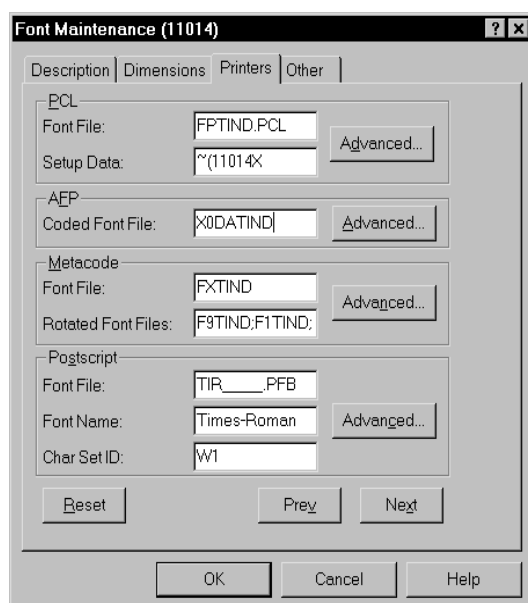 Font Maintenance (11014)
Description Dimensions Printers Other
PCL
Font File: FPTIND.PCL
Advanced...
Setup Data: ~(11014X
AFP
Coded Font File: X0DATIND Advanced...
Metacode
Font File: FXTIND
Advanced...
Rotated Font Files: F9TIND;F1TIND;
Postscript
Font File: TIR_____.PFB
Font Name: Times-Roman Advanced...
Char Set ID: W1
Reset Prev Next
OK Cancel Help